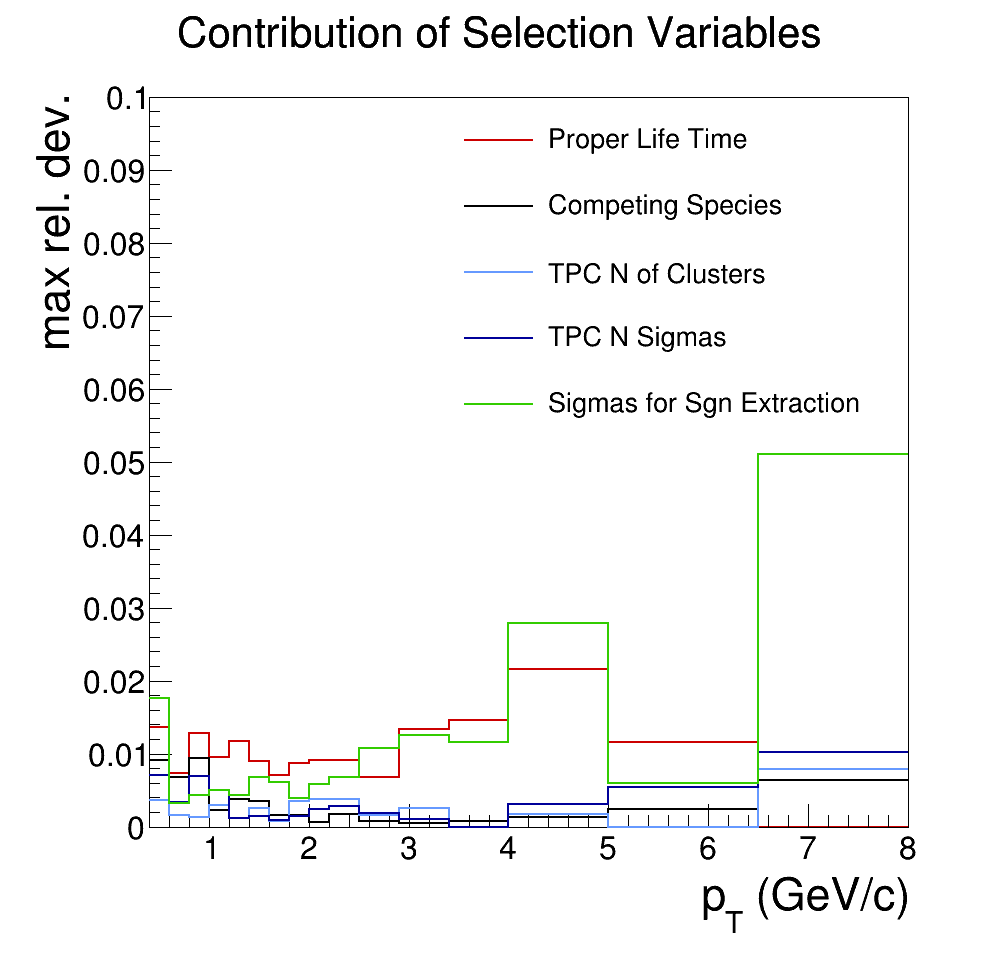 Contribution of Selection Variables
max rel. dev.
0.1
0.09
0.08
0.07
0.06
0.05
0.04
0.03
0.02
0.01
0
Proper Life Time
Competing Species
TPC N of Clusters
TPC N Sigmas
Sigmas for Sgn Extraction
1 2 3 4 5 6 7 8
p_T (GeV/c)